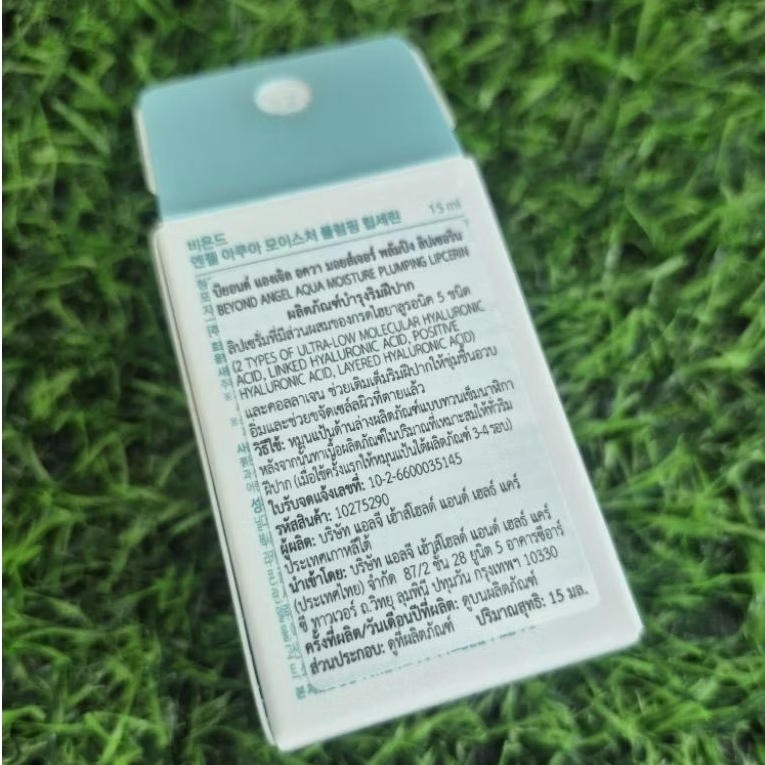 비욘드
엔젤 아쿠아 모이스처 플럼핑 립세린 15 ml
บียอนด์ แองเจิล อควา มอยส์เจอร์ พลัมปิง ลิปเซอริน
BEYOND ANGEL AQUA MOISTURE PLUMPING LIPCERIN
ผลิตภัณฑ์บำรุงริมฝีปาก
ลิปเซรั่มที่มีส่วนผสมของกรดไฮยาลูรอนิค 5 ชนิด
(2 TYPES OF ULTRA-LOW MOLECULAR HYALURONIC
ACID, LINKED HYALURONIC ACID, POSITIVE
HYALURONIC ACID, LAYERED HYALURONIC ACID)
และคอลลาเจน ช่วยเติมเต็มริมฝีปากให้ชุ่มชื้นอวบ
อิ่มและช่วยขจัดเซล์ลผิวที่ตายแล้ว
วิธีใช้: หมุนแป้นด้านล่างผลิตภัณฑ์แบบทวนเข็มนาฬิกา
หลังจากนั้นทาเนื้อผลิตภัณฑ์ในปริมาณที่เหมาะสมให้ทั่วริม
ฝีปาก (เมื่อใช้ครั้งแรกให้หมุนแป้นใต้ผลิตภัณฑ์ 3-4 รอบ)
ใบรับจดแจ้งเลขที่: 10-2-6600035145
รหัสสินค้า: 10275290
ผู้ผลิต: บริษัท แอลจี เฮ้าส์โฮลด์ แอนด์ เฮลธ์ แคร์
ประเทศเกาหลีใต้
นำเข้าโดย: บริษัท แอลจี เฮ้าส์โฮลด์ แอนด์ เฮลธ์ แคร์
(ประเทศไทย) จำกัด 87/2 ชั้น 28 ยูนิต 5 อาคารซีอาร์
ซี ทาวเวอร์ ถ.วิทยุ ลุมพินี ปทุมวัน กรุงเทพฯ 10330
ครั้งที่ผลิต/วันเดือนปีที่ผลิต: ดูบนผลิตภัณฑ์
ส่วนประกอบ: ดูที่ผลิตภัณฑ์ ปริมาณสุทธิ: 15 มล.